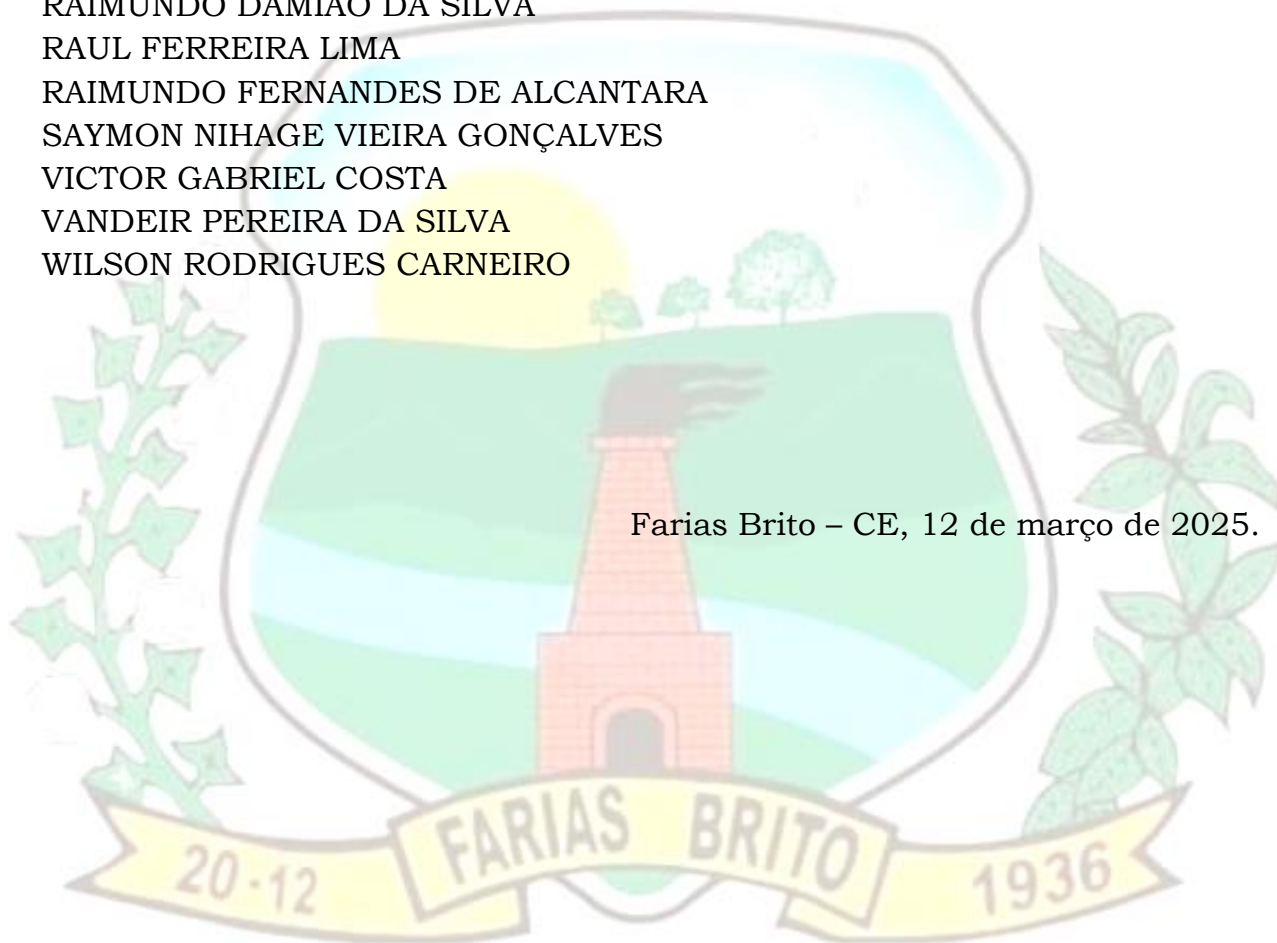 RAIMUNDO DAMIÃO DA SILVA
RAUL FERREIRA LIMA
RAIMUNDO FERNANDES DE ALCANTARA
SAYMON NIHAGE VIEIRA GONÇALVES
VICTOR GABRIEL COSTA
VANDEIR PEREIRA DA SILVA
WILSON RODRIGUES CARNEIRO
Farias Brito – CE, 12 de março de 2025.
FARIAS BRITO
20-12 1936